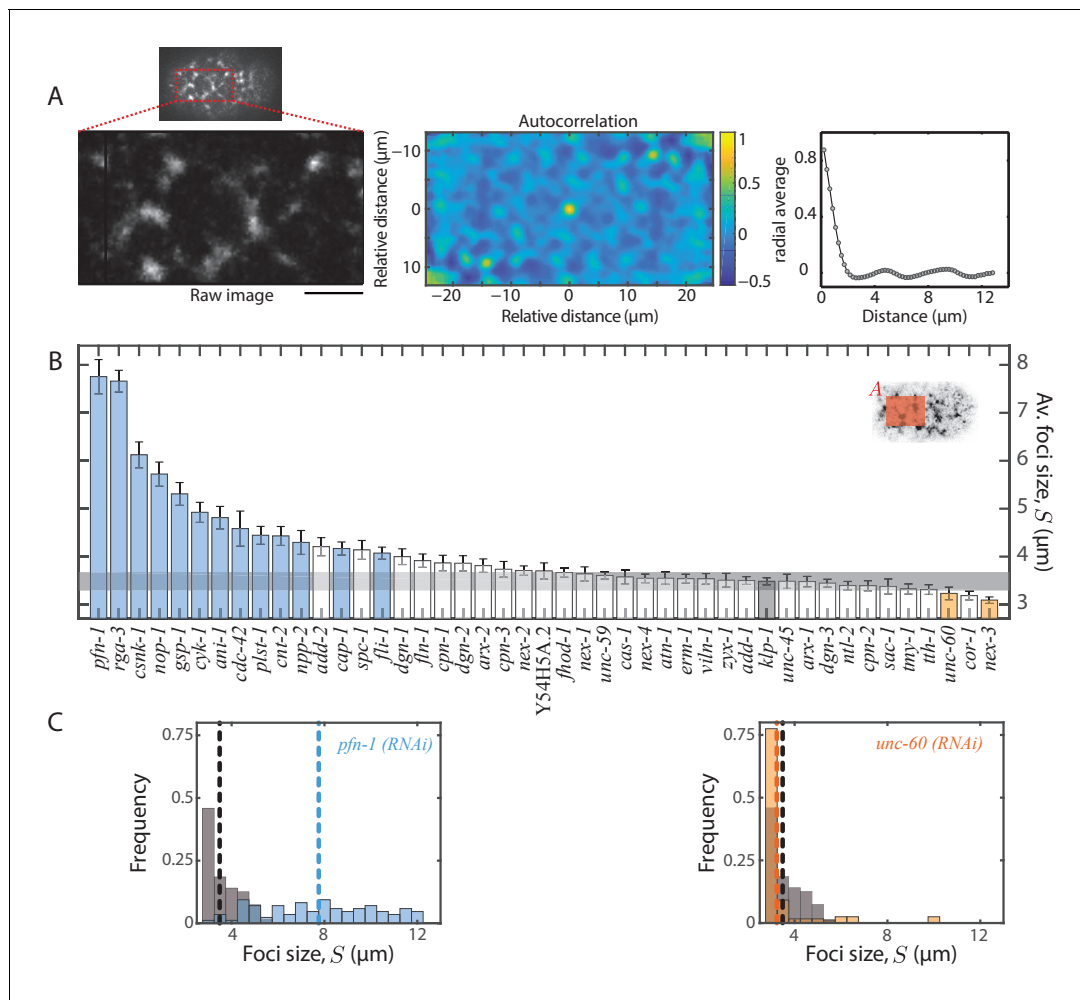 A
Raw image
Autocorrelation
Relative distance (μm)
−10
0
10
−20
−10
0
10
20
Relative distance (μm)
1
0.5
0
−0.5
radial average
0.8
0.4
0
0
4
8
12
Distance (μm)
B
A
8
7
6
5
4
3
Av. foci size, S (μm)
pfn-1
rga-3
csnk-1
nop-1
gsp-1
cyk-1
ani-1
cdc-42
plst-1
cnt-2
npp-2
add-2
cap-1
spc-1
fli-1
dgn-1
fln-1
cpn-1
dgn-2
arx-2
cpn-3
nex-2
Y54H5A.2
fhod-1
nex-1
unc-59
cas-1
nex-4
atn-1
erm-1
viln-1
zyx-1
add-1
klp-1
unc-45
arx-1
dgn-3
ntl-2
cpn-2
sac-1
tmy-1
tth-1
unc-60
cor-1
nex-3
C
0.75
0.5
0.25
0
Frequency
pfn-1 (RNAi)
4
8
12
Foci size, S (μm)
0.75
0.5
0.25
0
Frequency
unc-60 (RNAi)
4
8
12
Foci size, S (μm)